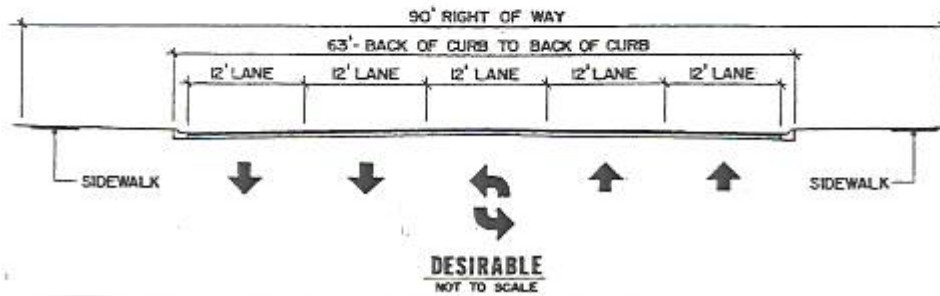 90' RIGHT OF WAY
63'- BACK OF CURB TO BACK OF CURB
12' LANE 12' LANE 12' LANE 12' LANE 12' LANE
SIDEWALK SIDEWALK
DESIRABLE
NOT TO SCALE